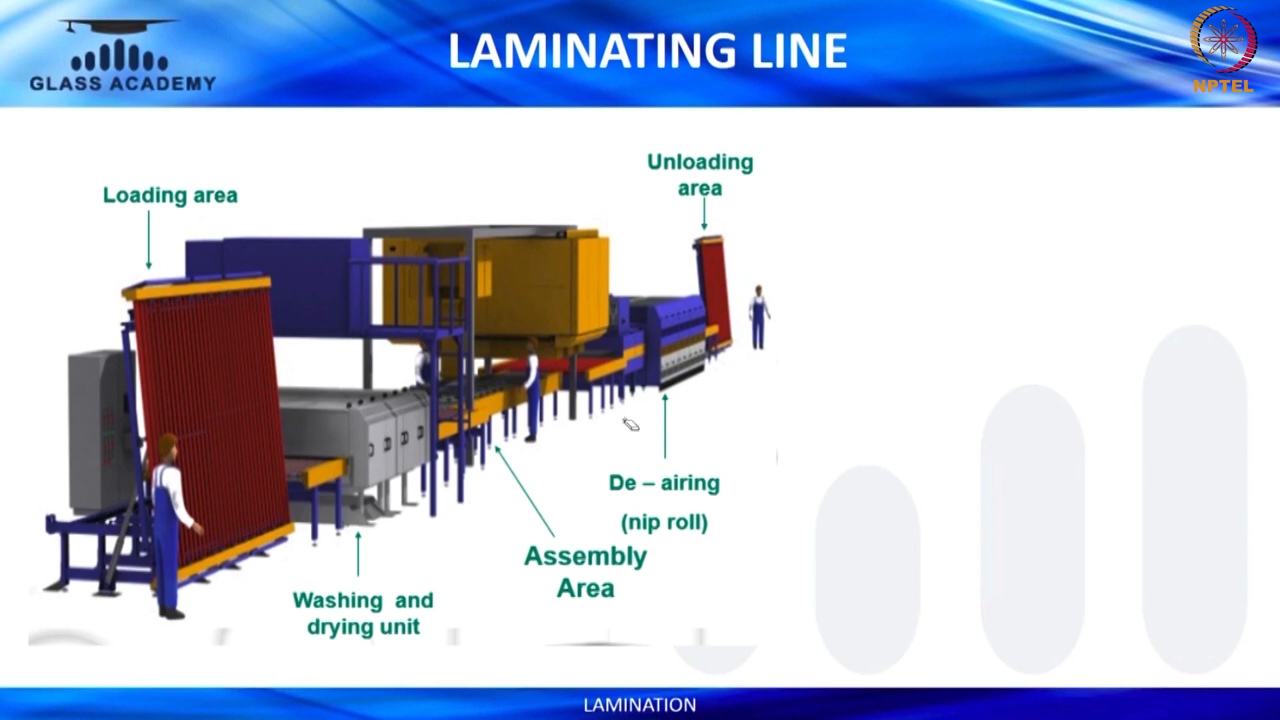 GLASS ACADEMY
LAMINATING LINE
NPTEL
Loading area
Unloading
area
De – airing
(nip roll)
Assembly
Area
Washing and
drying unit
LAMINATION